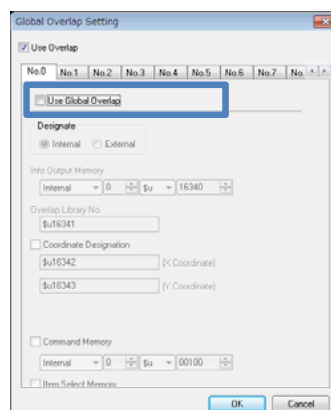 Global Overlap Setting
Use Overlap
No.0 No.1 No.2 No.3 No.4 No.5 No.6 No.7 No.
Use Global Overlap
Designate
Internal External
Info Output Memory
Internal 0 $u 16340
Overlap Library No.
$u16341
Coordinate Designation
$u16342 (X Coordinate)
$u16343 (Y Coordinate)
Command Memory
Internal 0 $u 00100
Item Select Memory
OK Cancel